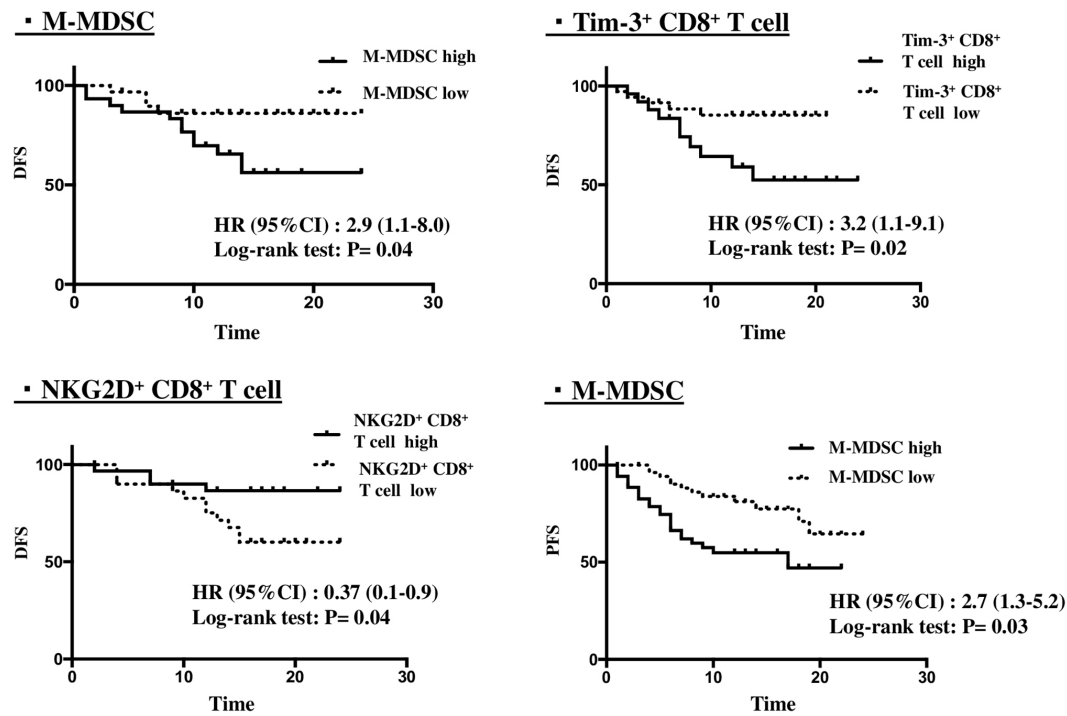 · M-MDSC
M-MDSC high
M-MDSC low
100
50
0
DFS
0 10 20 30
HR (95%CI) : 2.9 (1.1-8.0)
Log-rank test: P= 0.04
Time
· Tim-3⁺ CD8⁺ T cell
Tim-3⁺ CD8⁺
T cell high
Tim-3⁺ CD8⁺
T cell low
100
50
0
DFS
0 10 20 30
HR (95%CI) : 3.2 (1.1-9.1)
Log-rank test: P= 0.02
Time
· NKG2D⁺ CD8⁺ T cell
NKG2D⁺ CD8⁺
T cell high
NKG2D⁺ CD8⁺
T cell low
100
50
0
DFS
0 10 20 30
HR (95%CI) : 0.37 (0.1-0.9)
Log-rank test: P= 0.04
Time
· M-MDSC
M-MDSC high
M-MDSC low
100
50
0
PFS
0 10 20 30
HR (95%CI) : 2.7 (1.3-5.2)
Log-rank test: P= 0.03
Time